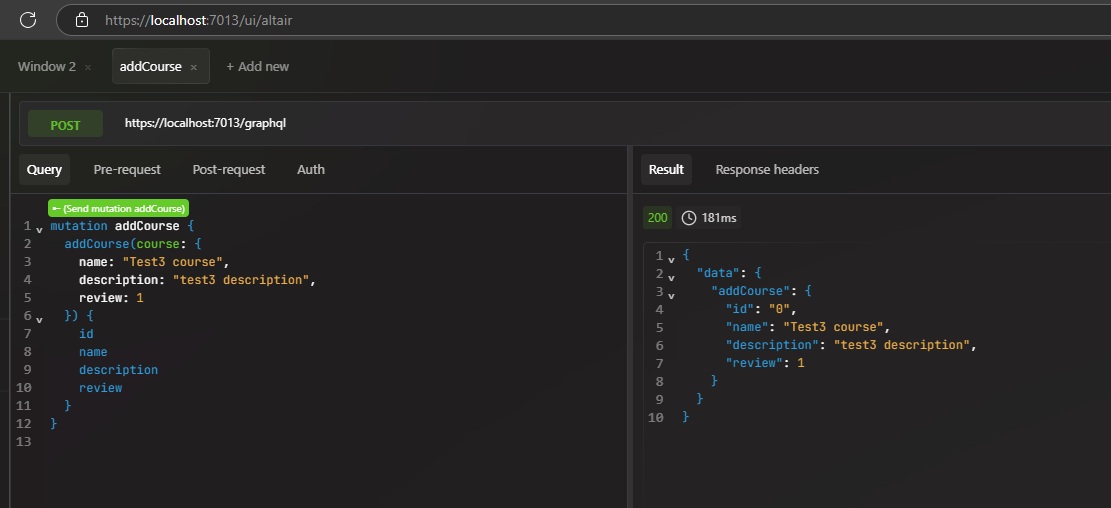 https://localhost:7013/ui/altair
Window 2 ×
addCourse ×
+ Add new
POST
https://localhost:7013/graphql
Query
Pre-request
Post-request
Auth
(Send mutation addCourse)
1 mutation addCourse {
2 addCourse(course: {
3 name: "Test3 course",
4 description: "test3 description",
5 review: 1
6 }) {
7 id
8 name
9 description
10 review
11 }
12 }
13
Result
Response headers
200
181ms
1 {
2 "data": {
3 "addCourse": {
4 "id": "0",
5 "name": "Test3 course",
6 "description": "test3 description",
7 "review": 1
8 }
9 }
10 }